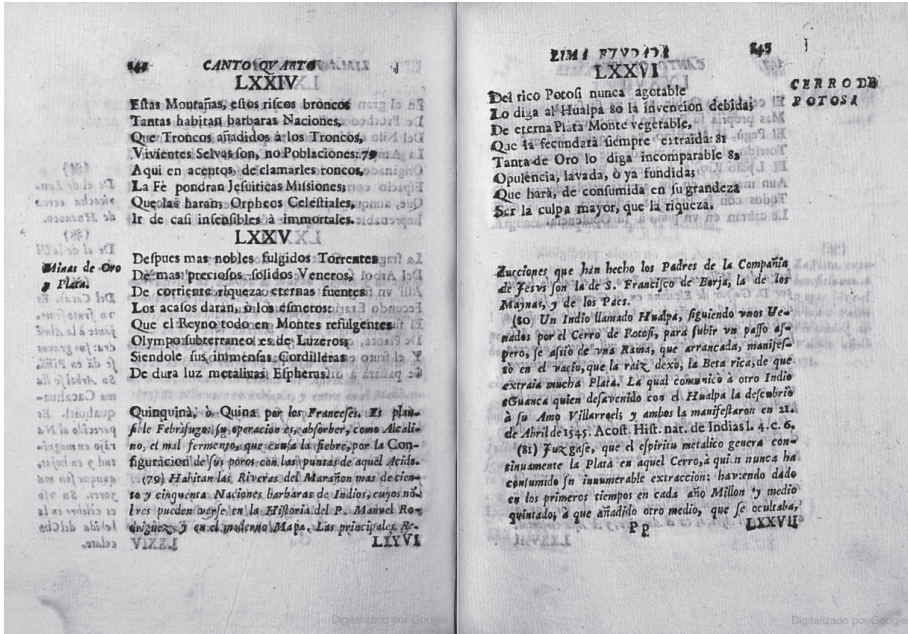 CANTO QVARTO
LXXIV
Estas Montañas, estos riscos broncos
Tantas habitan barbaras Naciones,
Que Troncos añadidos à los Troncos,
Vivientes Selvas son, no Poblaciones: 79
Aqui en acentos, de clamarles roncos,
La Fè pondran Jesuiticas Missiones;
Que las haràn, Orpheos Celestiales,
Ir de casi insensibles à immortales.
LXXV
Minas de Oro
y Plata.
Despues mas nobles fulgidos Torrentes
De mas preciosos solidos Veneros,
De corriente riqueza eternas fuentes
Los acasos daran, ò los esmeros:
Que el Reyno todo en Montes refulgentes
Olympo subterraneo es de Luzeros;
Siendole sus immensas Cordilleras
De dura luz metalicas Espheras.
Quinquina, ò Quina por los Franceses. Es plau-
sible Febrifugo: su operacion es, absorber, como Alcali-
no, el mal fermento, que causa la fiebre, por la Con-
figuracion de sus poros con las puntas de aquel Acido.
(79) Habitan las Riveras del Marañon mas de cien-
to y cinquenta Naciones barbaras de Indios, cuyos nom-
bres pueden verse en la Historia del P. Manuel Ro-
driguez, y en el moderno Mapa. Las principales Re-
LXXVI
LIMA FUNDADA
245
LXXVI
CERRO DE
POTOSI
Del rico Potosi nunca agotable
Lo diga al Hualpa 80 la invencion debida;
De eterna Plata Monte vegetable,
Que la fecundarà siempre extraida: 81
Tanta de Oro lo diga incomparable 82
Opulencia; lavada, ò ya fundida;
Que harà, de consumida en su grandeza
Ser la culpa mayor, que la riqueza.
ducciones que han hecho los Padres de la Compañia
de Jesus son la de S. Francisco de Borja, la de los
Maynas, y de los Paes.
(80) Un Indio llamado Hualpa, siguiendo vnos Ve-
nados por el Cerro de Potosi, para subir vn passo as-
pero, se assiò de vna Rama, que arrancada, manifes-
tò en el vacio, que la raiz dexò, la Beta rica; de que
extraia mucha Plata. La qual comunicò à otro Indio
Guanca quien desavenido con el Hualpa la descubriò
à su Amo Villarroel; y ambos la manifestaron en 21.
de Abril de 1545. Acost. Hist. nat. de Indias l. 4. c. 6.
(81) Juzgase, que el espiritu metalico genera con-
tinuamente la Plata en aquel Cerro, à quien nunca ha
consumido su innumerable extraccion: haviendo dado
en los primeros tiempos en cada año Millon y medio
quintado; à que añadido otro medio, que se ocultaba,
Pp
LXXVII
Digitalizado por Google
Digitalizado por Google